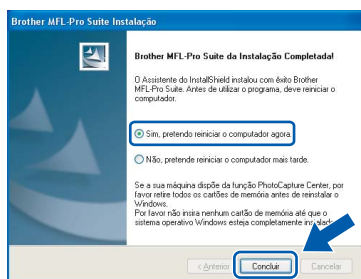 Brother MFL-Pro Suite Instalação
Brother MFL-Pro Suite da Instalação Completada!
O Assistente do InstallShield instalou com êxito Brother
MFL-Pro Suite. Antes de utilizar o programa, deve reiniciar o
computador.
Sim, pretendo reiniciar o computador agora.
Não, pretende reiniciar o computador mais tarde.
Se a sua máquina dispõe da função PhotoCapture Center, por
favor retire todos os cartões de memória antes de reinstalar o
Windows.
Por favor não insira nenhum cartão de memória até que o
sistema operativo Windows esteja completamente
< Anterior
Concluir
Cancelar